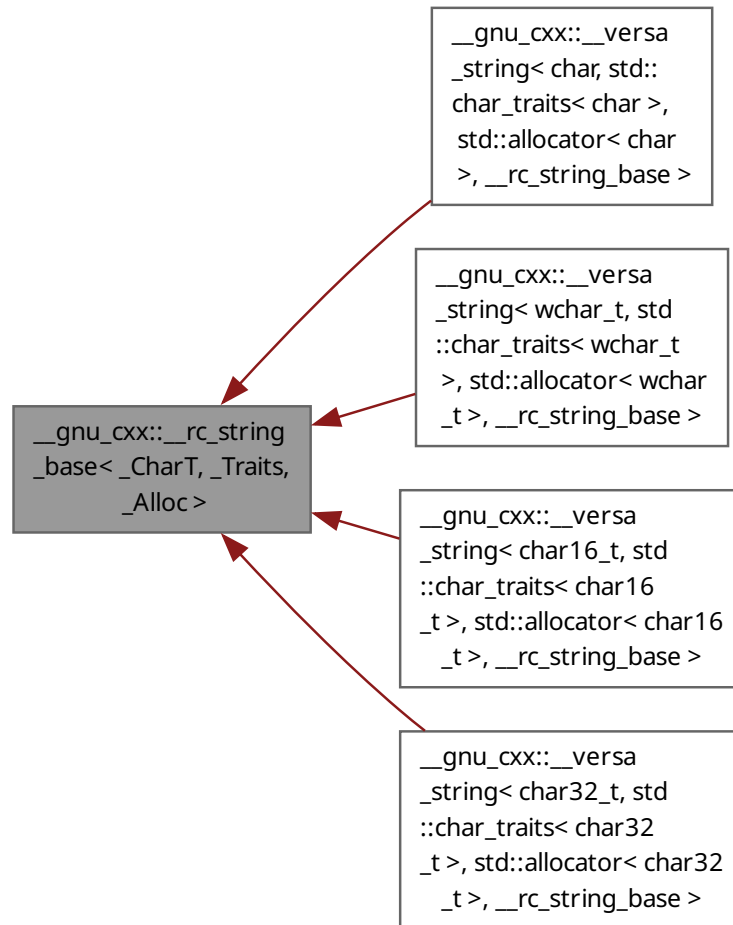 __gnu_cxx::__versa
_string< char, std::
char_traits< char >,
std::allocator< char
>, __rc_string_base >
__gnu_cxx::__versa
_string< wchar_t, std
::char_traits< wchar_t
>, std::allocator< wchar
_t >, __rc_string_base >
__gnu_cxx::__rc_string
_base< _CharT, _Traits,
_Alloc >
__gnu_cxx::__versa
_string< char16_t, std
::char_traits< char16
_t >, std::allocator< char16
_t >, __rc_string_base >
__gnu_cxx::__versa
_string< char32_t, std
::char_traits< char32
_t >, std::allocator< char32
_t >, __rc_string_base >